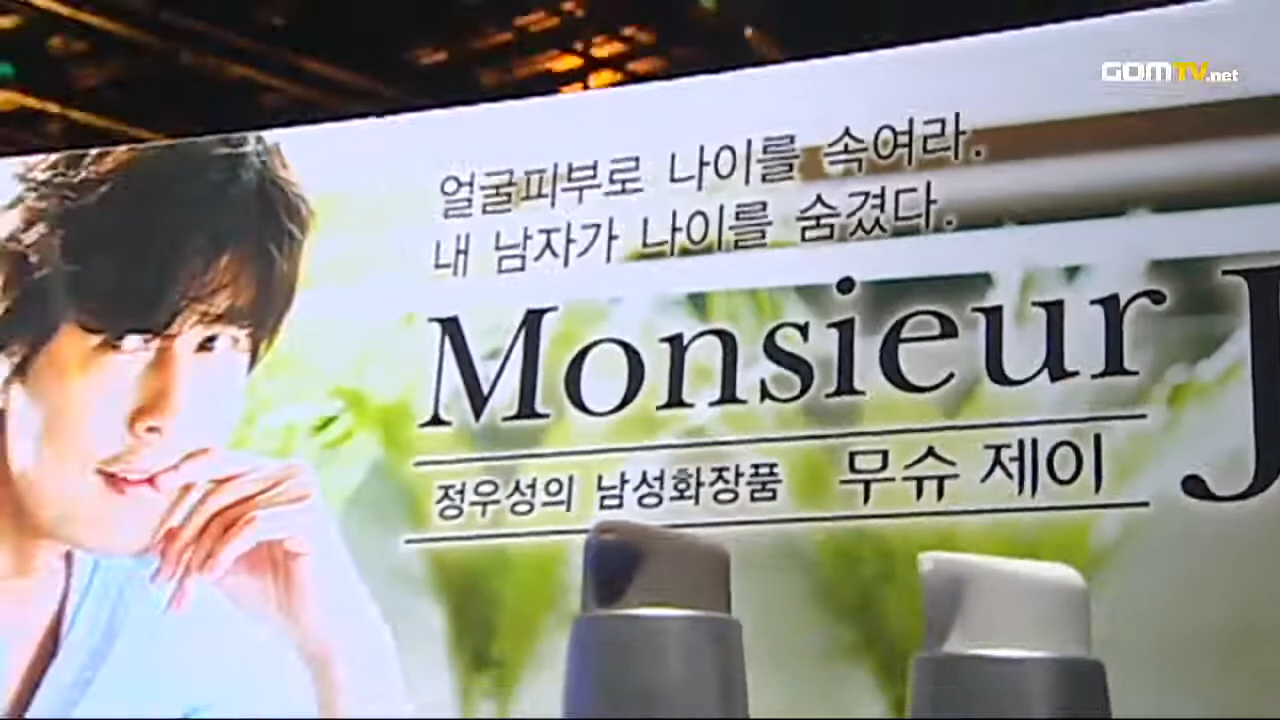 GOMTV.net
얼굴피부로 나이를 속여라.
내 남자가 나이를 숨겼다.
Monsieur J
정우성의 남성화장품 무슈 제이